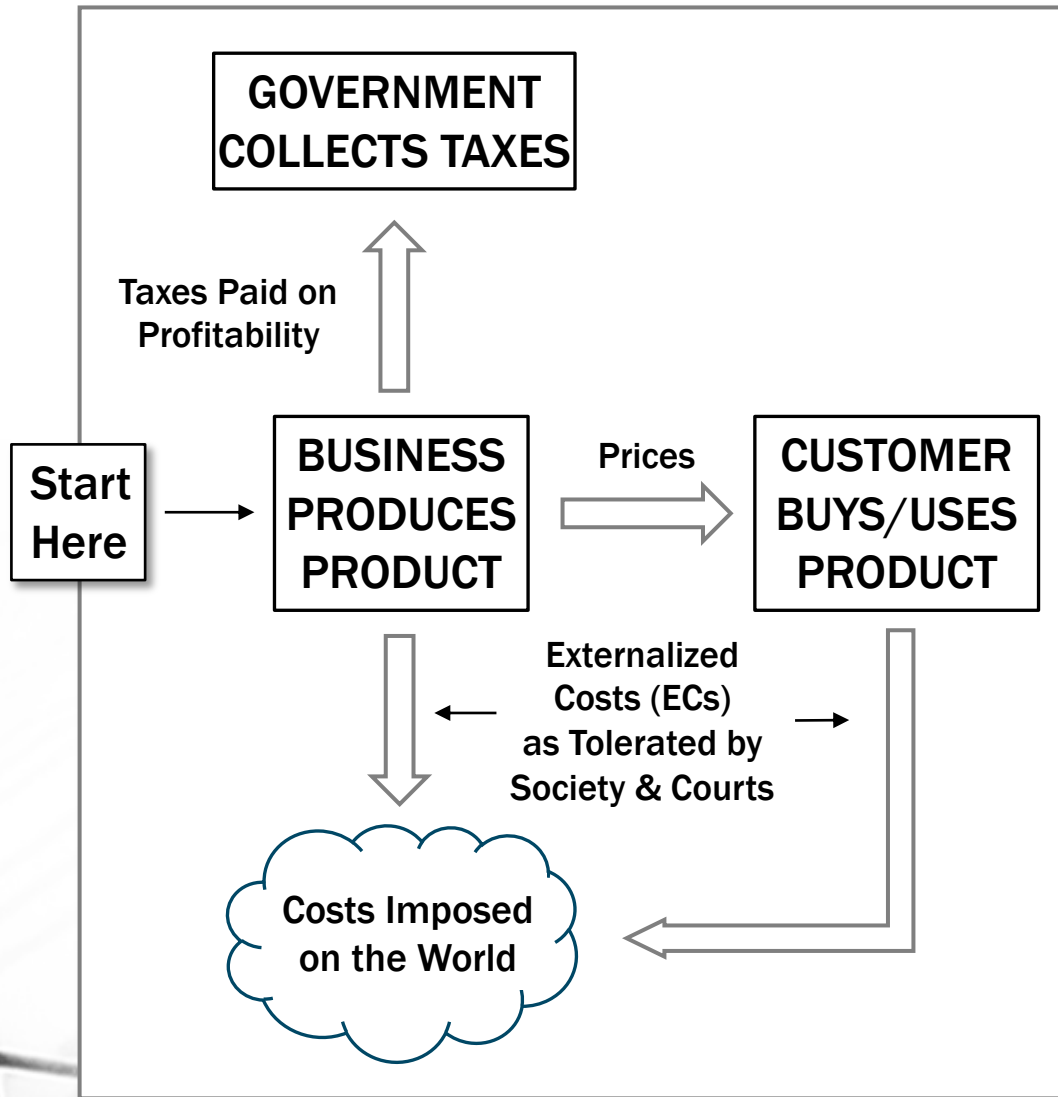 GOVERNMENT
COLLECTS TAXES
Taxes Paid on
Profitability
Start
Here
BUSINESS
PRODUCES
PRODUCT
Prices
CUSTOMER
BUYS/USES
PRODUCT
Externalized
Costs (ECs)
as Tolerated by
Society & Courts
Costs Imposed
on the World